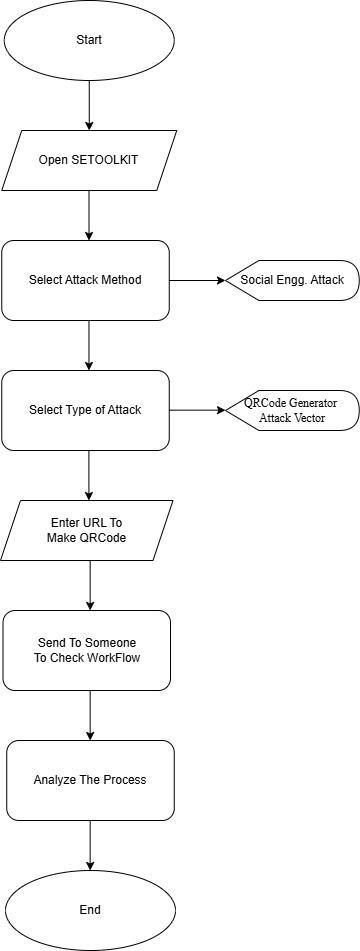 Start
Open SETOOLKIT
Select Attack Method
Social Engg. Attack
Select Type of Attack
QRCode Generator
Attack Vector
Enter URL To
Make QRCode
Send To Someone
To Check WorkFlow
Analyze The Process
End